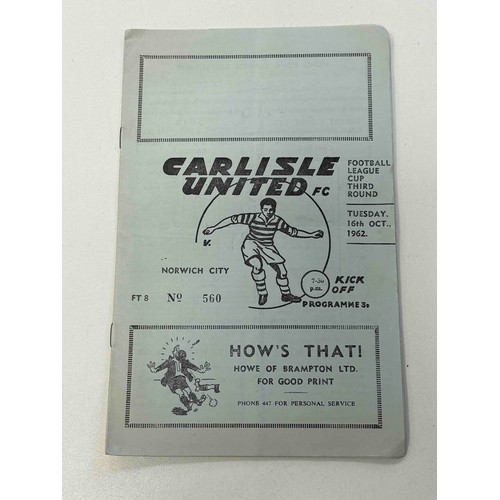 CARLISLE
UNITED FC
FOOTBALL
LEAGUE
CUP
THIRD
ROUND
TUESDAY.
16th OCT.,
1962.
V.
NORWICH CITY
7-30
p.m.
KICK
OFF
PROGRAMME 3D
FT 8 No 560
HOW'S THAT!
HOWE OF BRAMPTON LTD.
FOR GOOD PRINT
PHONE 447 FOR PERSONAL SERVICE